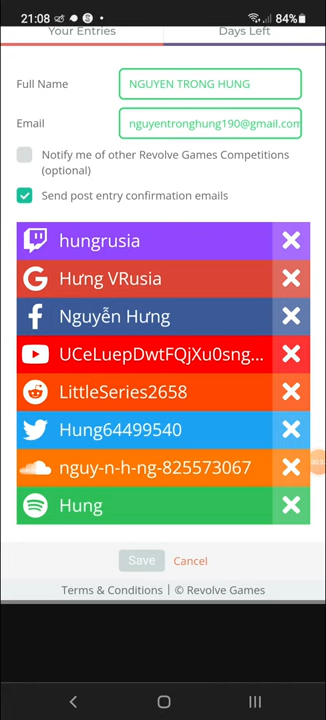 21:08 84%
Your Entries Days Left
Full Name NGUYEN TRONG HUNG
Email nguyentronghung190@gmail.com
Notify me of other Revolve Games Competitions
(optional)
Send post entry confirmation emails
hungrusia
Hưng VRusia
Nguyễn Hưng
UCeLuepDwtFQjXu0sng...
LittleSeries2658
Hung64499540
nguy-n-h-ng-825573067
Hung
Save Cancel
Terms & Conditions | © Revolve Games